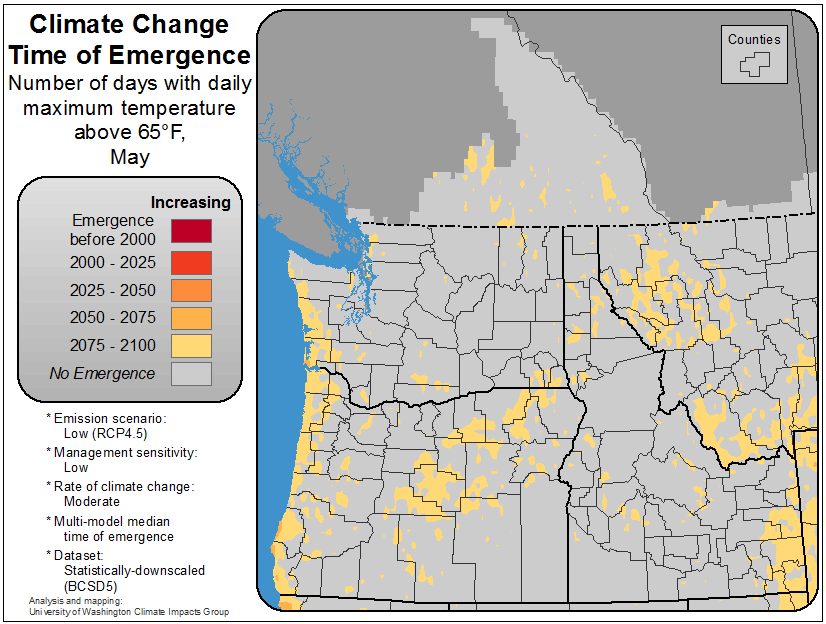 Climate Change
Time of Emergence
Number of days with daily
maximum temperature
above 65°F,
May
Increasing
Emergence
before 2000
2000 - 2025
2025 - 2050
2050 - 2075
2075 - 2100
No Emergence
* Emission scenario:
Low (RCP4.5)
* Management sensitivity:
Low
* Rate of climate change:
Moderate
* Multi-model median
time of emergence
* Dataset:
Statistically-downscaled
(BCSD5)
Analysis and mapping:
University of Washington Climate Impacts Group
Counties